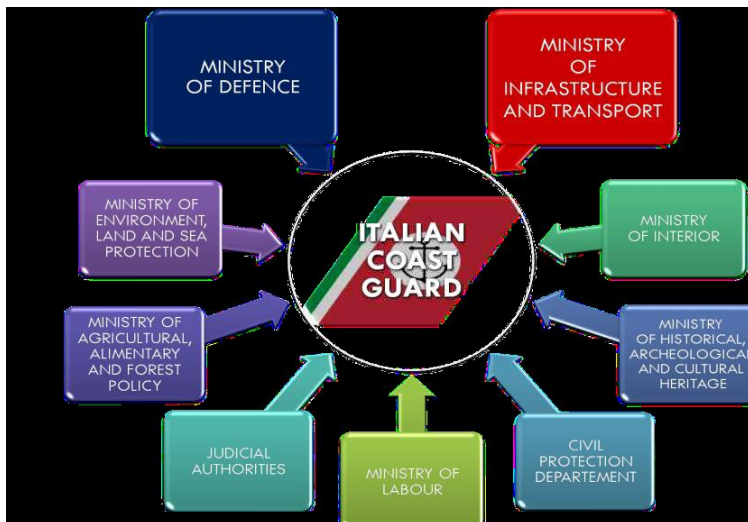 MINISTRY
OF DEFENCE
MINISTRY
OF
INFRASTRUCTURE
AND TRANSPORT
MINISTRY OF
ENVIRONMENT,
LAND AND SEA
PROTECTION
ITALIAN
COAST
GUARD
MINISTRY
OF INTERIOR
MINISTRY OF
AGRICULTURAL,
ALIMENTARY
AND FOREST
POLICY
MINISTRY
OF HISTORICAL,
ARCHEOLOGICAL
AND CULTURAL
HERITAGE
JUDICIAL
AUTHORITIES
MINISTRY OF
LABOUR
CIVIL
PROTECTION
DEPARTEMENT